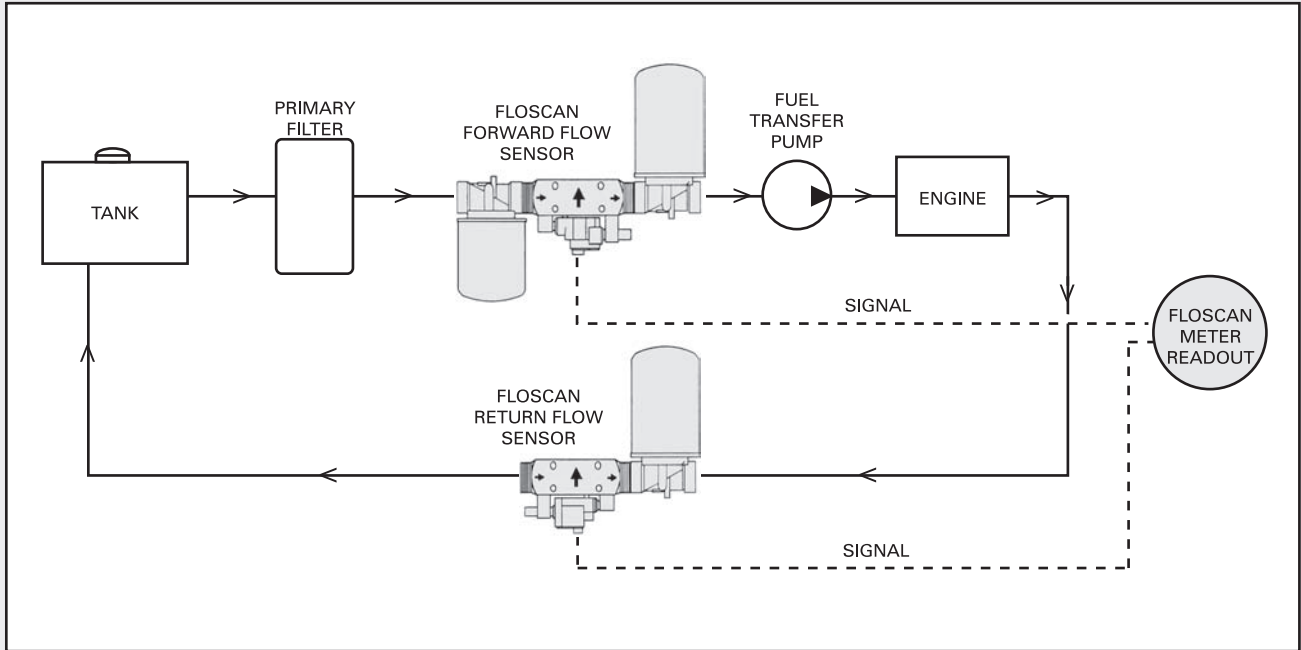 PRIMARY
FILTER
FLOSCAN
FORWARD FLOW
SENSOR
FUEL
TRANSFER
PUMP
TANK
ENGINE
SIGNAL
FLOSCAN
METER
READOUT
FLOSCAN
RETURN FLOW
SENSOR
SIGNAL